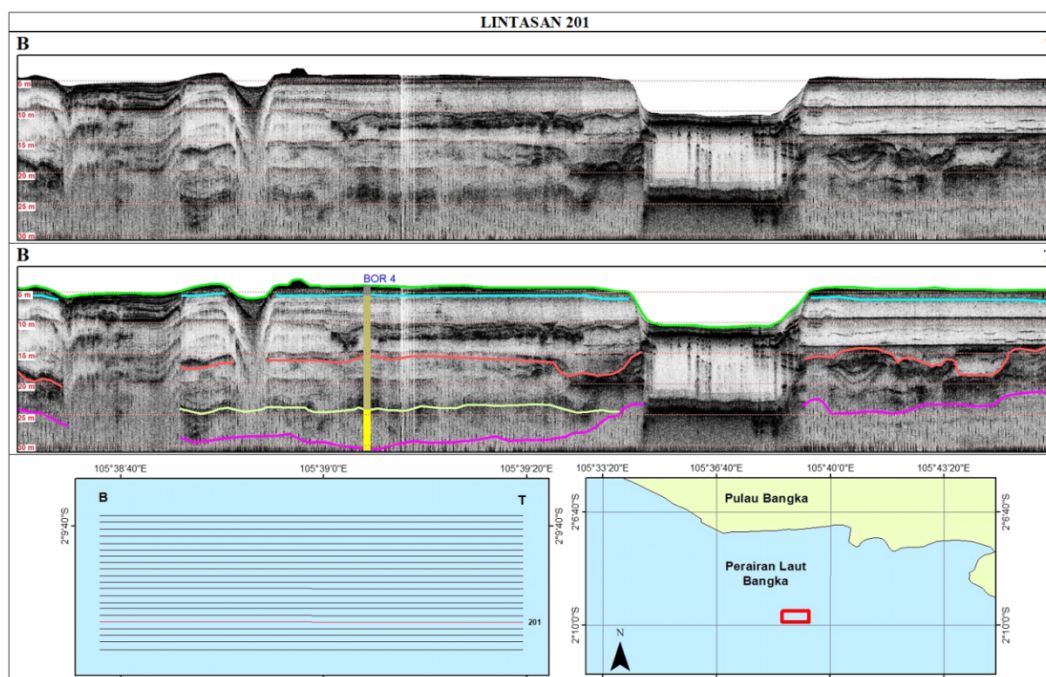 LINTASAN 201
B
0 m
10 m
15 m
20 m
25 m
30 m
B
BOR 4
0 m
10 m
15 m
20 m
25 m
30 m
105°38'40"E
105°39'0"E
105°39'20"E
105°33'20"E
105°36'40"E
105°40'0"E
105°43'20"E
B
T
2°9'40"S
2°9'40"S
201
Pulau Bangka
Perairan Laut
Bangka
2°6'40"S
2°6'40"S
2°10'0"S
2°10'0"S
N